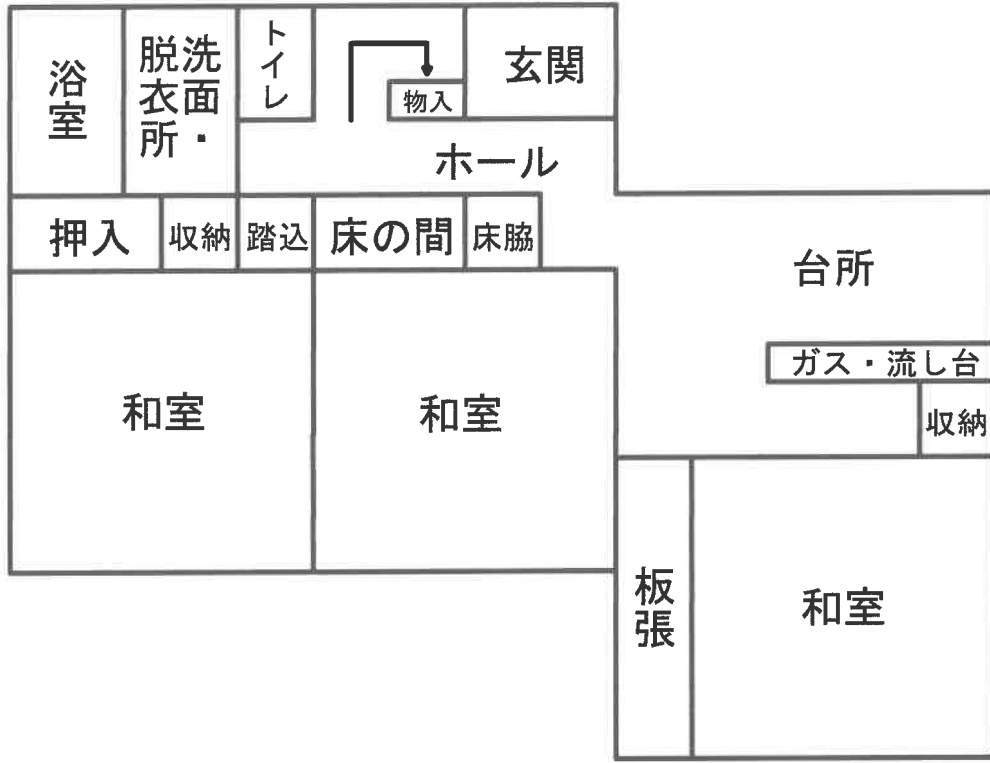 浴室
洗面・
脱衣所
トイレ
物入
玄関
ホール
押入
収納
踏込
床の間
床脇
台所
ガス・流し台
収納
和室
和室
板張
和室